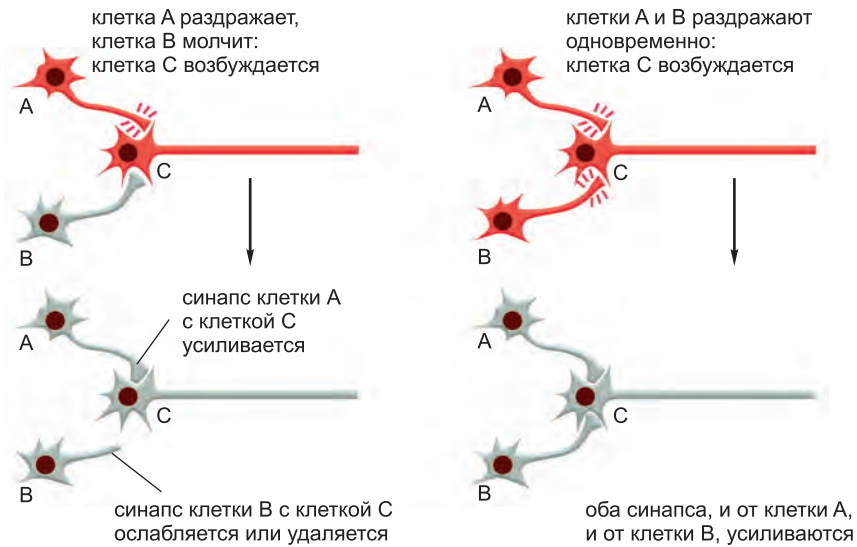 клетка A раздражает,
клетка B молчит:
клетка C возбуждается
A
C
B
синапс клетки A
с клеткой C
усиливается
A
C
B
синапс клетки B с клеткой C
ослабляется или удаляется
клетки A и B раздражают
одновременно:
клетка C возбуждается
A
C
B
A
C
B
оба синапса, и от клетки A,
и от клетки B, усиливаются